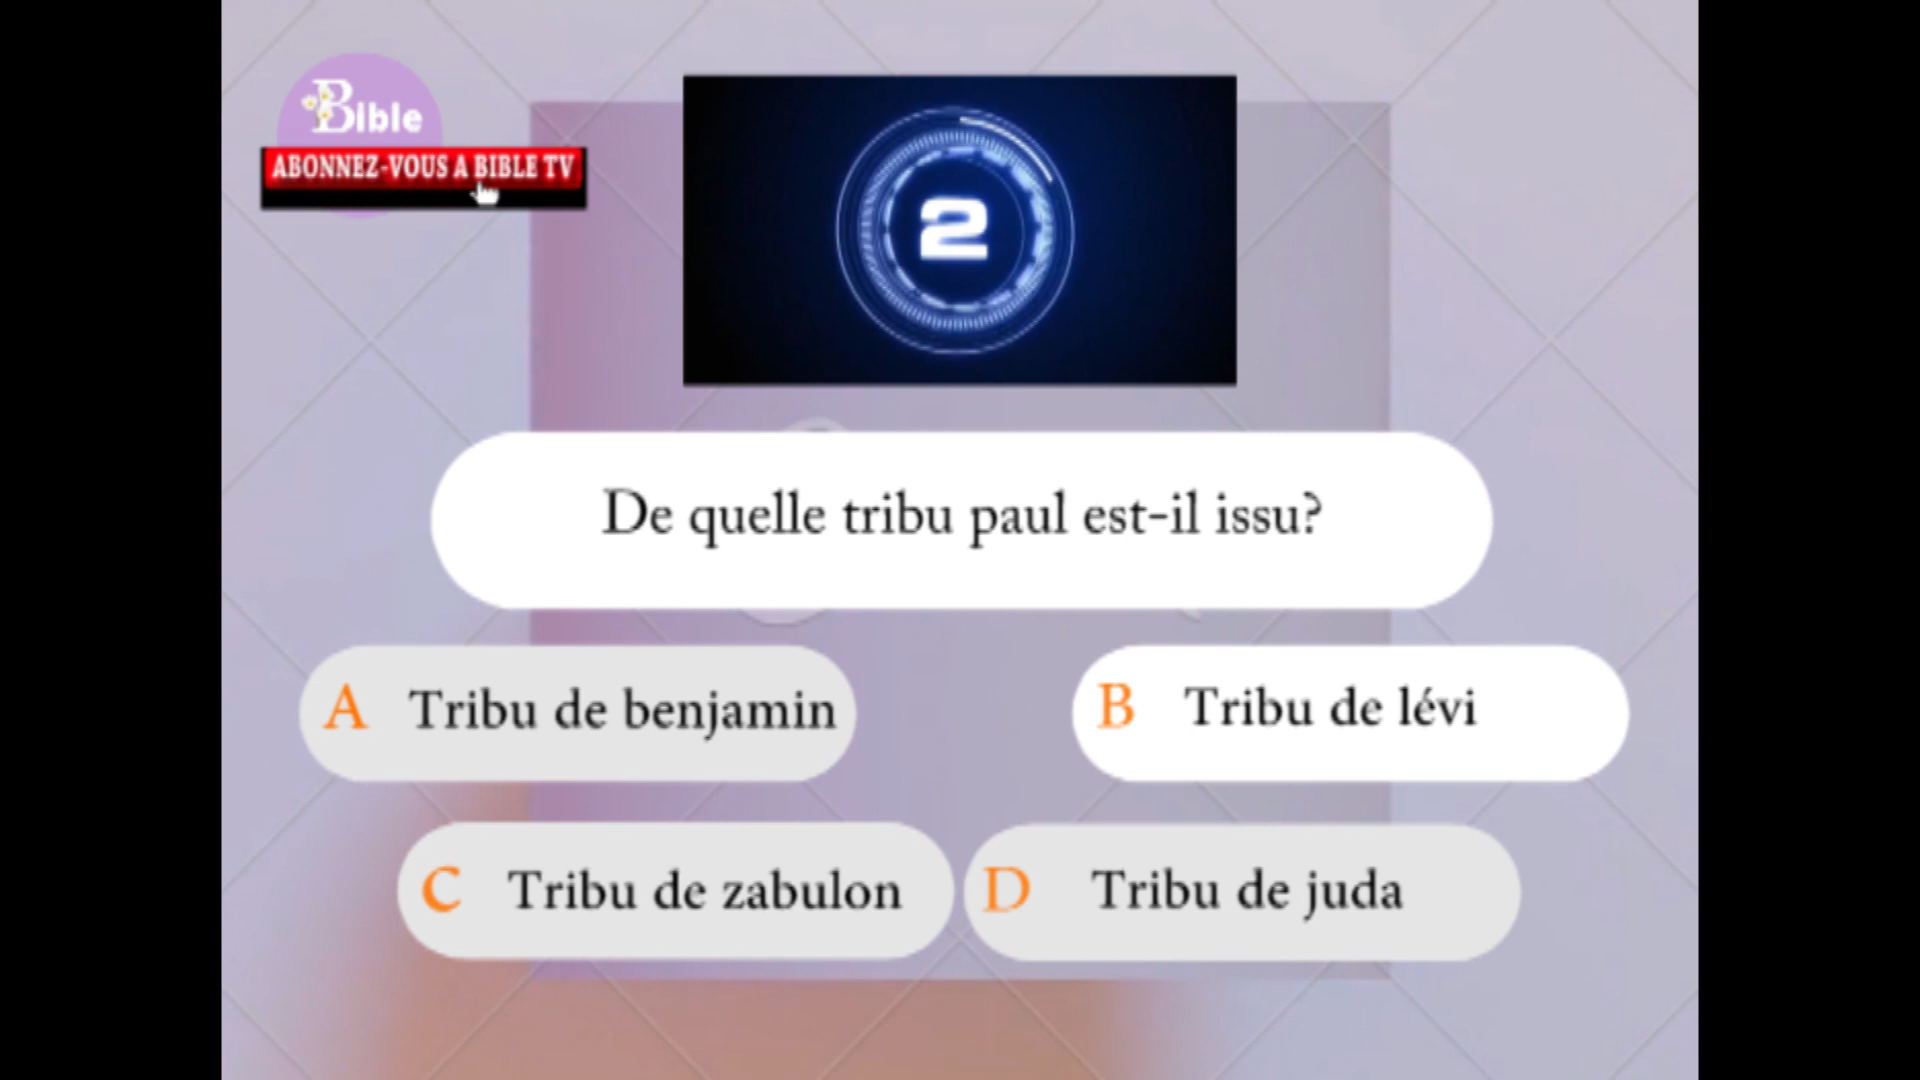 Bible
ABONNEZ-VOUS A BIBLE TV
2
De quelle tribu paul est-il issu?
A Tribu de benjamin
B Tribu de lévi
C Tribu de zabulon
D Tribu de juda